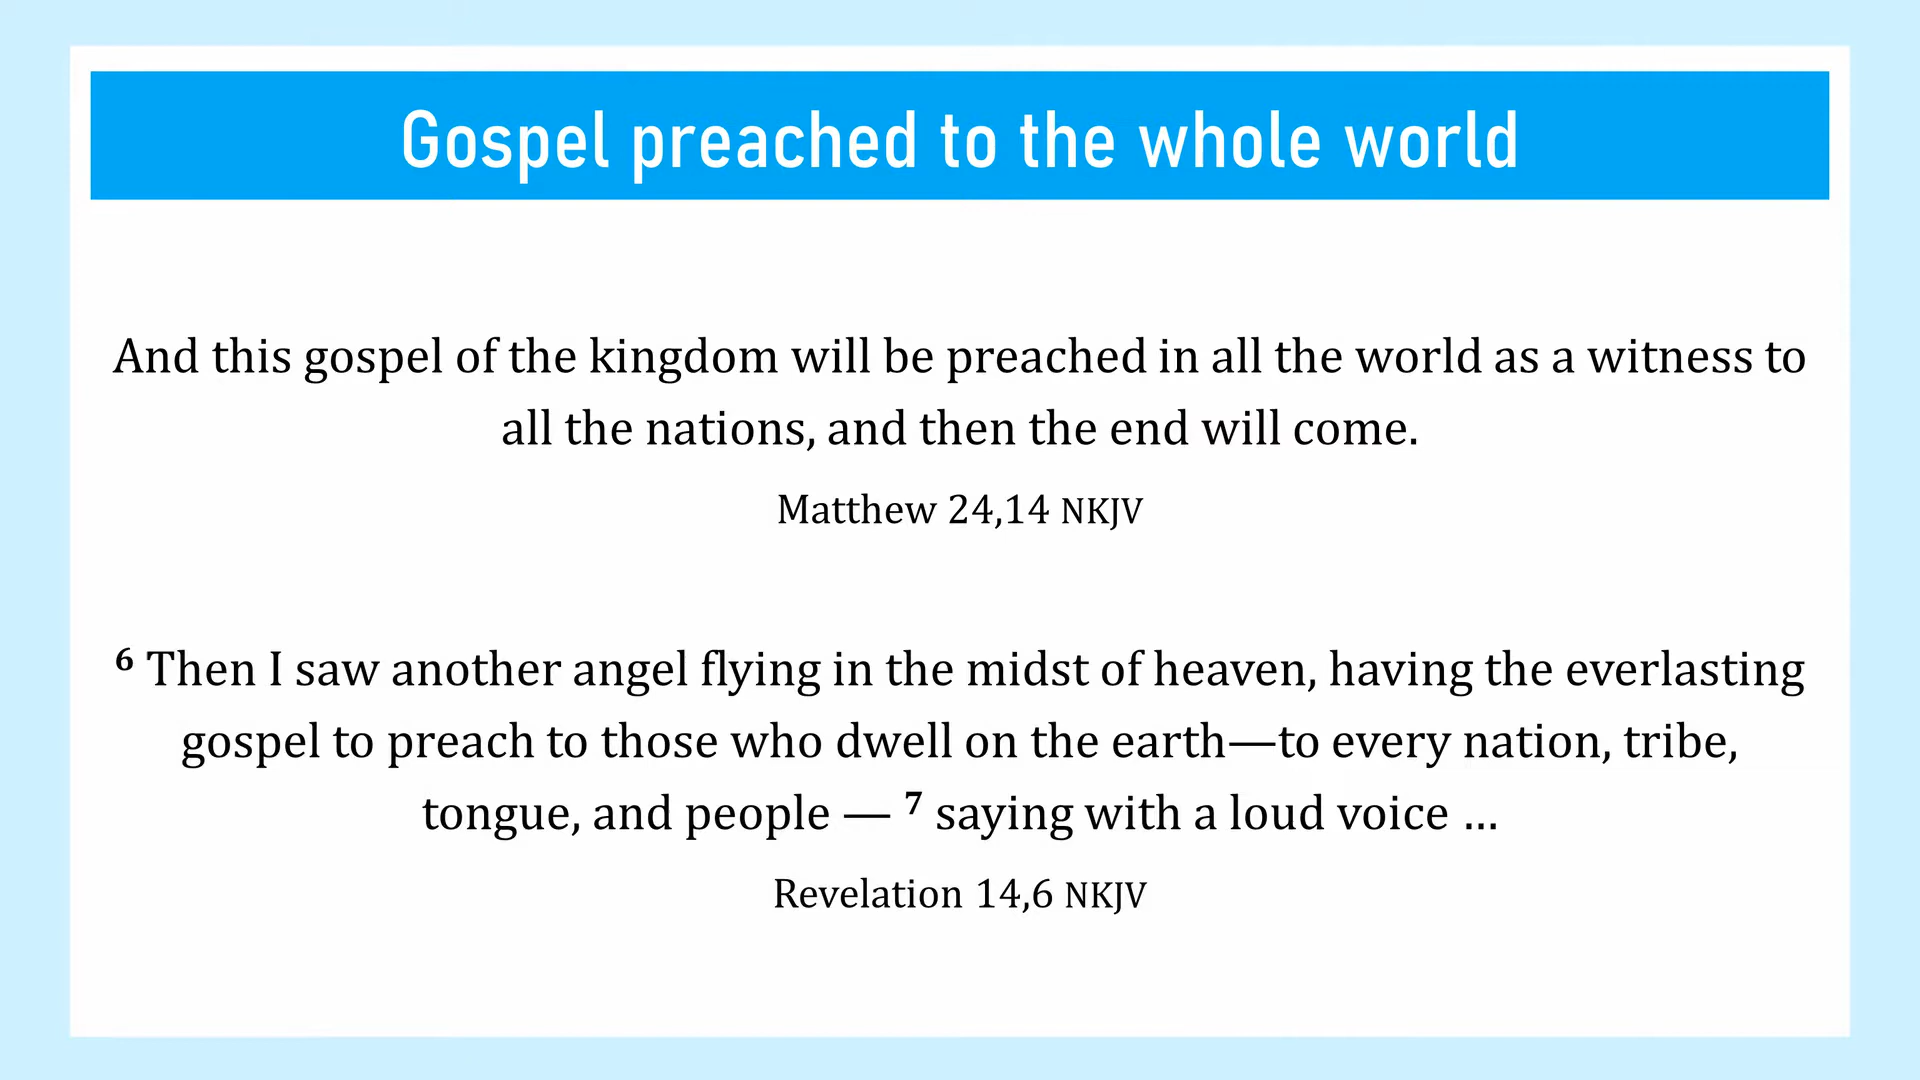 Gospel preached to the whole world
And this gospel of the kingdom will be preached in all the world as a witness to
all the nations, and then the end will come.
Matthew 24,14 NKJV
⁶ Then I saw another angel flying in the midst of heaven, having the everlasting
gospel to preach to those who dwell on the earth—to every nation, tribe,
tongue, and people — ⁷ saying with a loud voice ...
Revelation 14,6 NKJV